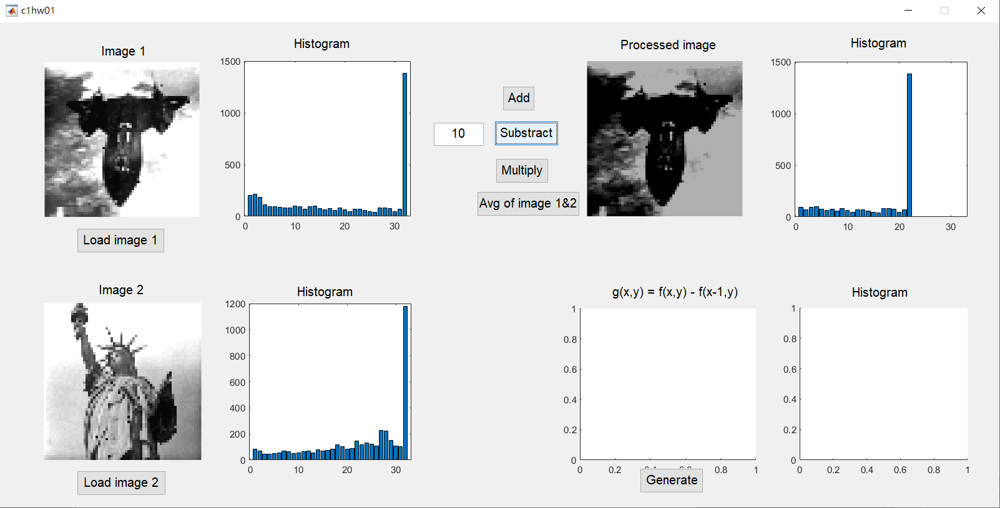 c1hw01
Image 1
Histogram
Processed image
Histogram
1500
1000
500
0
0 10 20 30
Add
10
Substract
Multiply
Avg of image 1&2
1500
1000
500
0
0 10 20 30
Load image 1
Image 2
Histogram
g(x,y) = f(x,y) - f(x-1,y)
Histogram
1200
1000
800
600
400
200
0
0 10 20 30
1
0.8
0.6
0.4
0.2
0
0 0.2 0.4 0.6 0.8 1
1
0.8
0.6
0.4
0.2
0
0 0.2 0.4 0.6 0.8 1
Load image 2
Generate